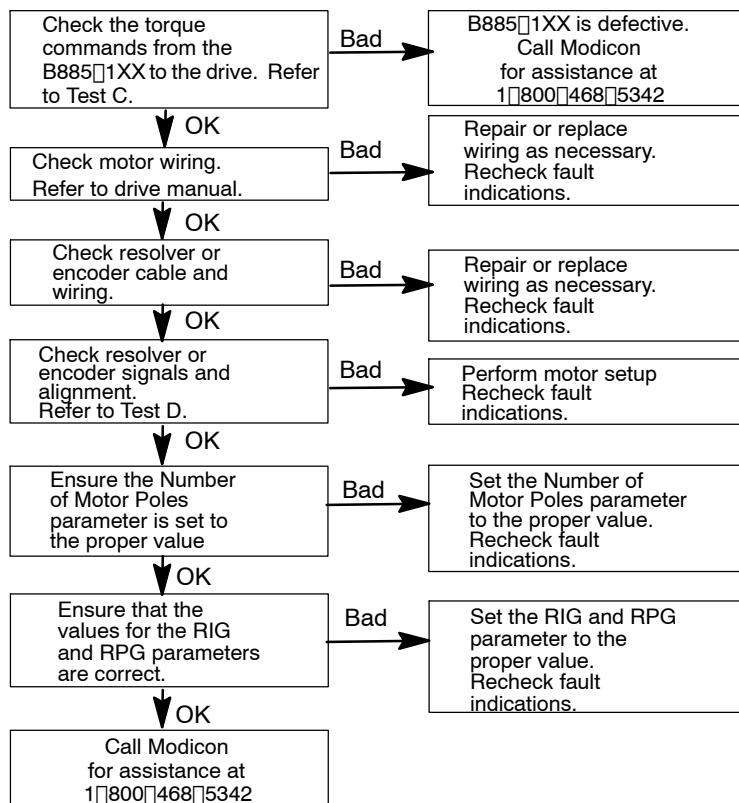 Check the torque
commands from the
B885▯1XX to the drive. Refer
to Test C.
Bad
B885▯1XX is defective.
Call Modicon
for assistance at
1▯800▯468▯5342
OK
Check motor wiring.
Refer to drive manual.
Bad
Repair or replace
wiring as necessary.
Recheck fault
indications.
OK
Check resolver or
encoder cable and
wiring.
Bad
Repair or replace
wiring as necessary.
Recheck fault
indications.
OK
Check resolver or
encoder signals and
alignment.
Refer to Test D.
Bad
Perform motor setup
Recheck fault
indications.
OK
Ensure the Number
of Motor Poles
parameter is set to
the proper value
Bad
Set the Number of
Motor Poles parameter
to the proper value.
Recheck fault
indications.
OK
Ensure that the
values for the RIG
and RPG parameters
are correct.
Bad
Set the RIG and RPG
parameter to the
proper value.
Recheck fault
indications.
OK
Call Modicon
for assistance at
1▯800▯468▯5342